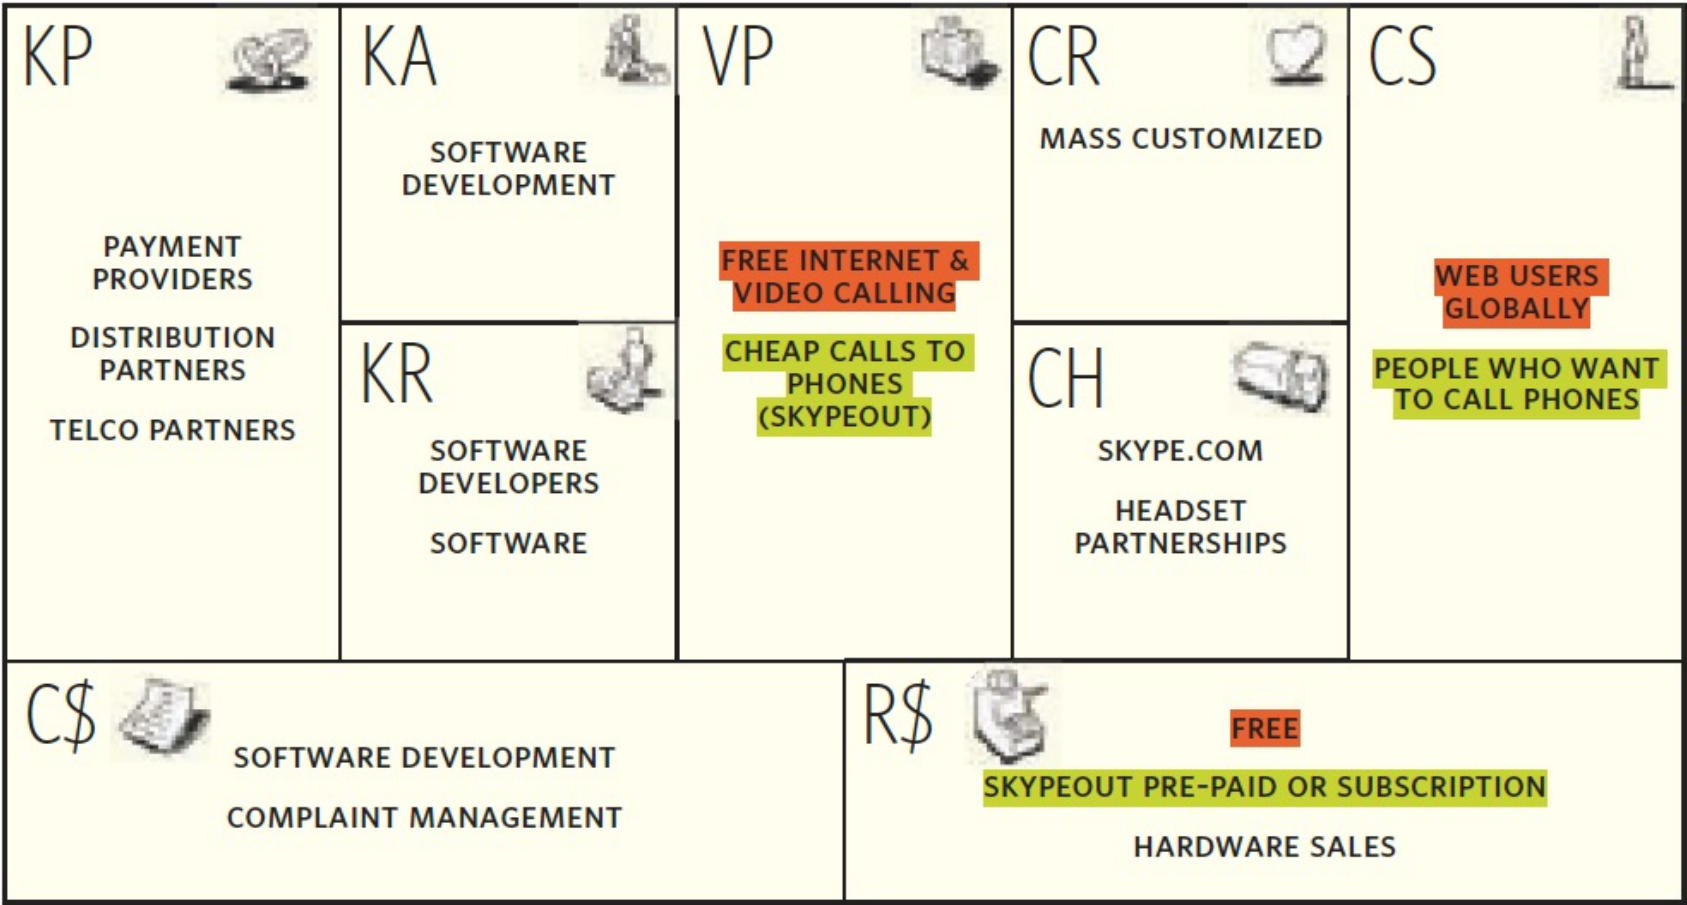 KP
PAYMENT
PROVIDERS
DISTRIBUTION
PARTNERS
TELCO PARTNERS
KA
SOFTWARE
DEVELOPMENT
KR
SOFTWARE
DEVELOPERS
SOFTWARE
VP
FREE INTERNET &
VIDEO CALLING
CHEAP CALLS TO
PHONES
(SKYPEOUT)
CR
MASS CUSTOMIZED
CH
SKYPE.COM
HEADSET
PARTNERSHIPS
CS
WEB USERS
GLOBALLY
PEOPLE WHO WANT
TO CALL PHONES
C$
SOFTWARE DEVELOPMENT
COMPLAINT MANAGEMENT
R$
FREE
SKYPEOUT PRE-PAID OR SUBSCRIPTION
HARDWARE SALES